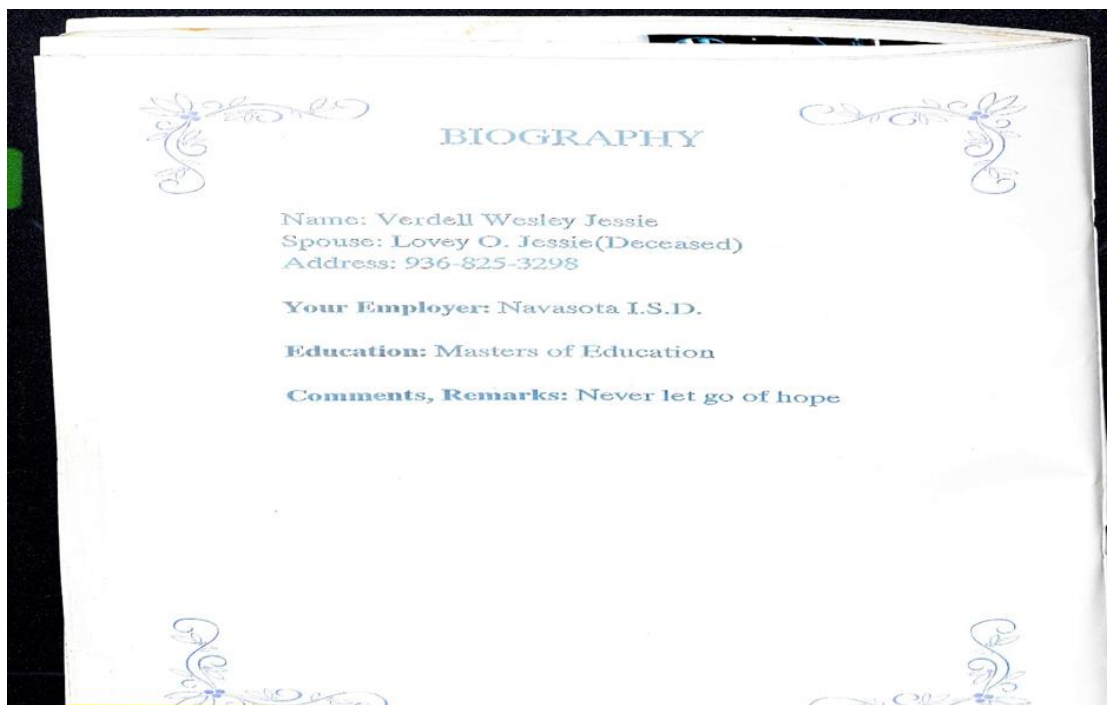 BIOGRAPHY
Name: Verdell Wesley Jessie
Spouse: Lovey O. Jessie(Deceased)
Address: 936-825-3298
Your Employer: Navasota I.S.D.
Education: Masters of Education
Comments, Remarks: Never let go of hope